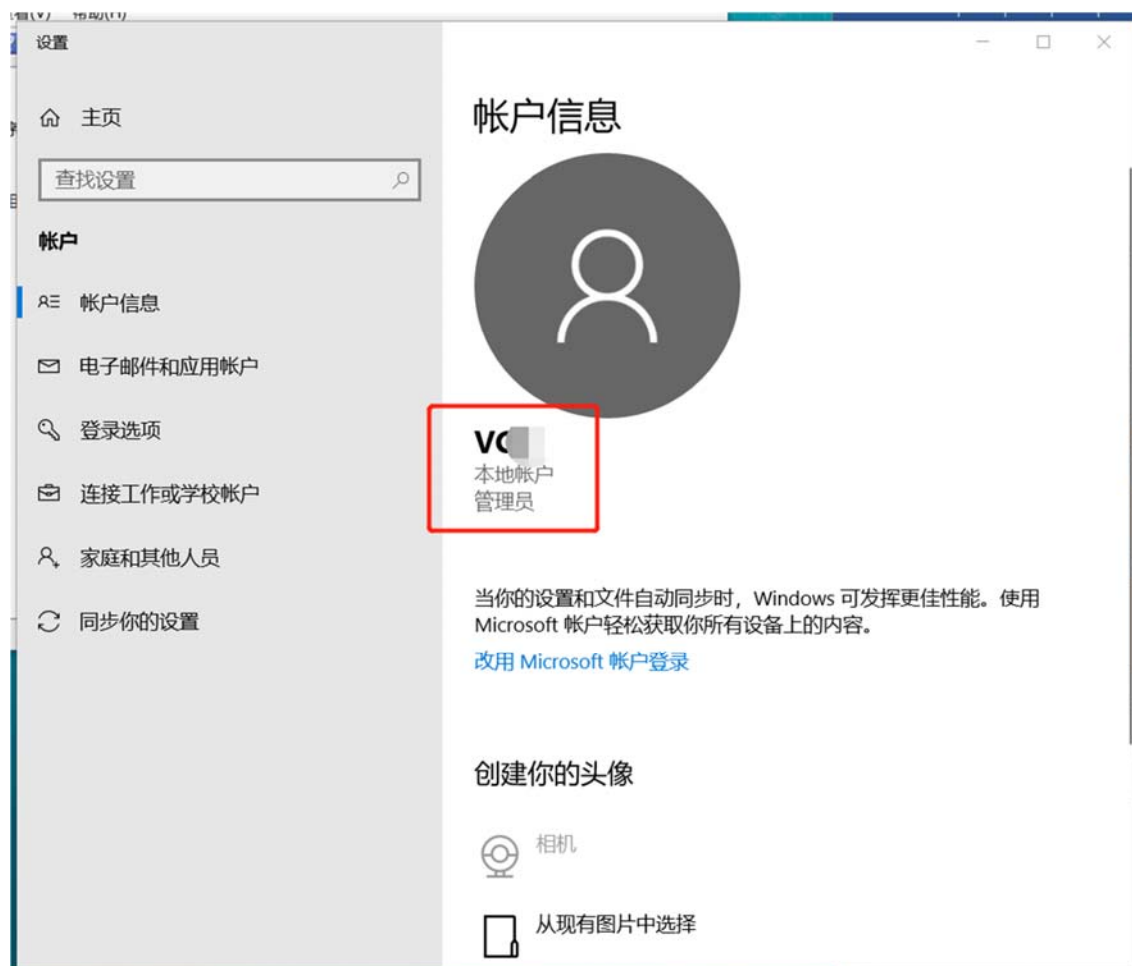 帮助(H)
设置
主页
查找设置
帐户
帐户信息
电子邮件和应用帐户
登录选项
连接工作或学校帐户
家庭和其他人员
同步你的设置
帐户信息
本地帐户
管理员
当你的设置和文件自动同步时，Windows 可发挥更佳性能。使用
Microsoft 帐户轻松获取你所有设备上的内容。
改用 Microsoft 帐户登录
创建你的头像
相机
从现有图片中选择